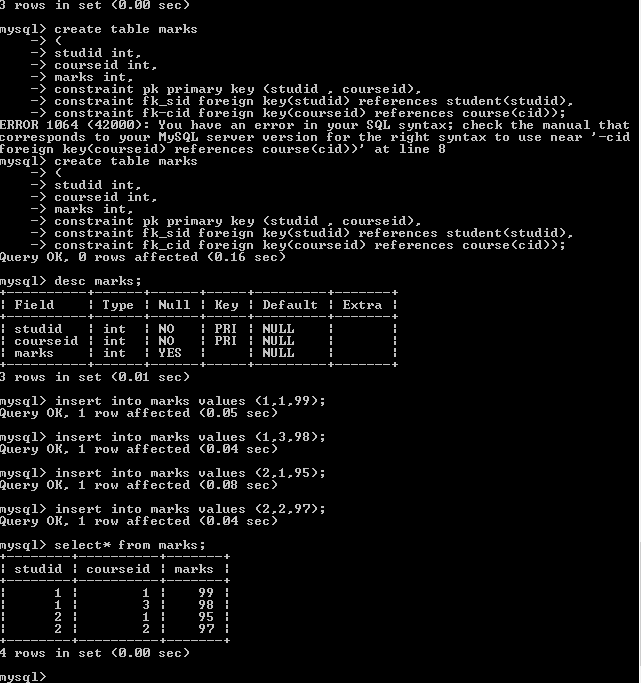 3 rows in set (0.00 sec)
mysql> create table marks
    -> (
    -> studid int,
    -> courseid int,
    -> marks int,
    -> constraint pk primary key (studid , courseid),
    -> constraint fk_sid foreign key(studid) references student(studid),
    -> constraint fk-cid foreign key(courseid) references course(cid));
ERROR 1064 (42000): You have an error in your SQL syntax; check the manual that
corresponds to your MySQL server version for the right syntax to use near '-cid
foreign key(courseid) references course(cid))' at line 8
mysql> create table marks
    -> (
    -> studid int,
    -> courseid int,
    -> marks int,
    -> constraint pk primary key (studid , courseid),
    -> constraint fk_sid foreign key(studid) references student(studid),
    -> constraint fk_cid foreign key(courseid) references course(cid));
Query OK, 0 rows affected (0.16 sec)
mysql> desc marks;
+----------+------+------+-----+---------+-------+
| Field    | Type | Null | Key | Default | Extra |
+----------+------+------+-----+---------+-------+
| studid   | int  | NO   | PRI | NULL    |       |
| courseid | int  | NO   | PRI | NULL    |       |
| marks    | int  | YES  |     | NULL    |       |
+----------+------+------+-----+---------+-------+
3 rows in set (0.01 sec)
mysql> insert into marks values (1,1,99);
Query OK, 1 row affected (0.05 sec)
mysql> insert into marks values (1,3,98);
Query OK, 1 row affected (0.04 sec)
mysql> insert into marks values (2,1,95);
Query OK, 1 row affected (0.08 sec)
mysql> insert into marks values (2,2,97);
Query OK, 1 row affected (0.04 sec)
mysql> select* from marks;
+--------+----------+-------+
| studid | courseid | marks |
+--------+----------+-------+
|      1 |        1 |    99 |
|      1 |        3 |    98 |
|      2 |        1 |    95 |
|      2 |        2 |    97 |
+--------+----------+-------+
4 rows in set (0.00 sec)
mysql>